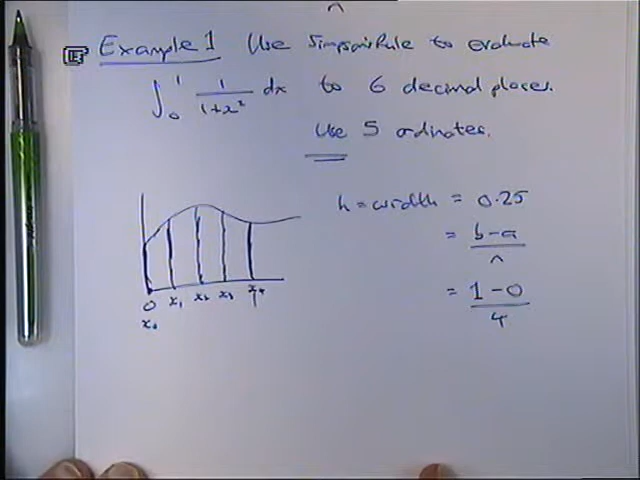 Example 1 Use Simpson's Rule to evaluate
∫₀¹ 1/(1+x²) dx to 6 decimal places.
Use 5 ordinates.
h = width = 0.25
= b-a/n
= 1-0/4
0 x₁ x₂ x₃ x₄
x₀ 1